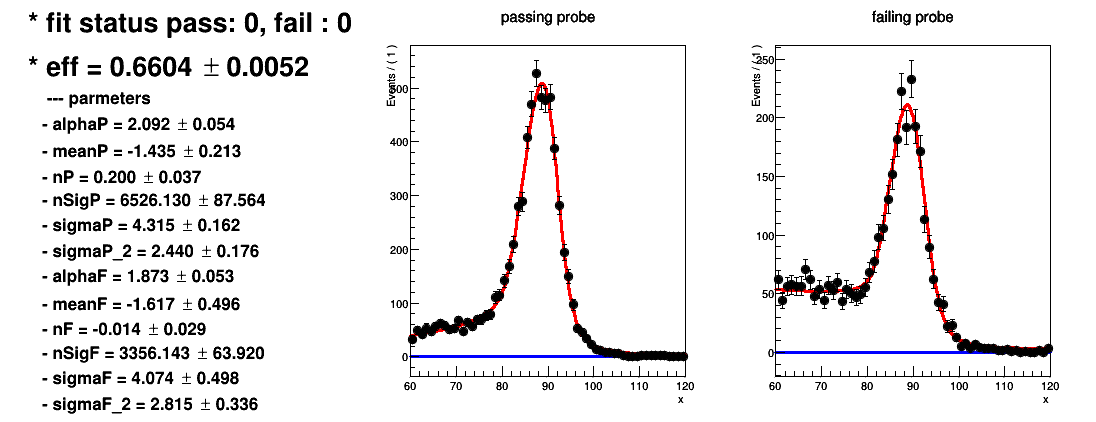 * fit status pass: 0, fail : 0
* eff = 0.6604 ± 0.0052
--- parmeters
- alphaP = 2.092 ± 0.054
- meanP = -1.435 ± 0.213
- nP = 0.200 ± 0.037
- nSigP = 6526.130 ± 87.564
- sigmaP = 4.315 ± 0.162
- sigmaP_2 = 2.440 ± 0.176
- alphaF = 1.873 ± 0.053
- meanF = -1.617 ± 0.496
- nF = -0.014 ± 0.029
- nSigF = 3356.143 ± 63.920
- sigmaF = 4.074 ± 0.498
- sigmaF_2 = 2.815 ± 0.336
passing probe
Events / ( 1 )
500
400
300
200
100
0
60 70 80 90 100 110 120
x
failing probe
Events / ( 1 )
250
200
150
100
50
0
60 70 80 90 100 110 120
x